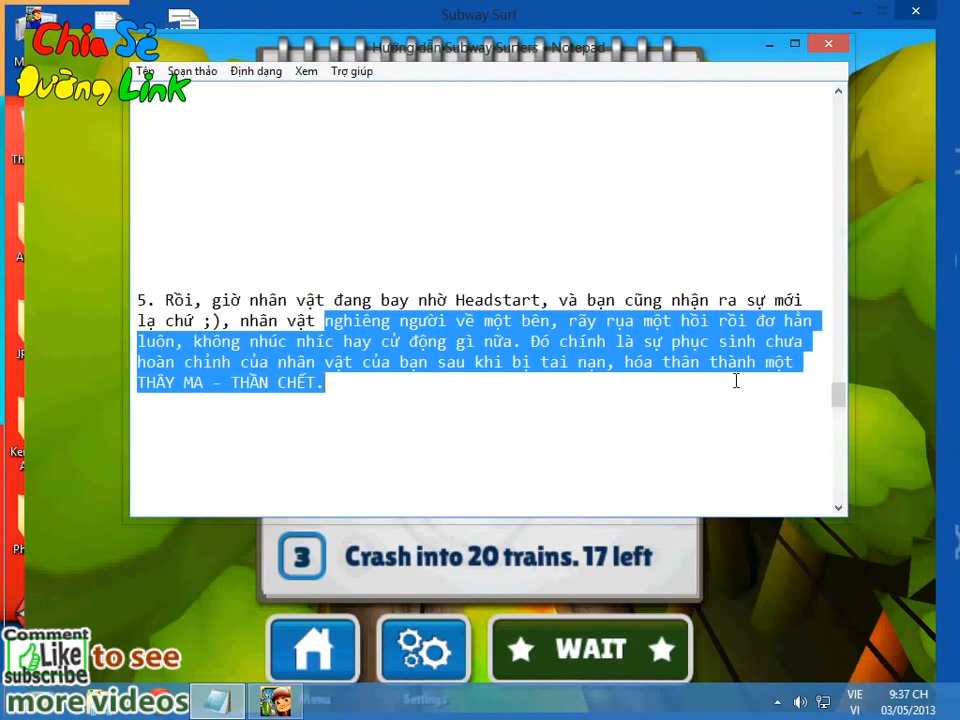 Subway Surf
Hướng dẫn Subway Surfers - Notepad
Chia Sẻ
Đường Link
Tệp Soạn thảo Định dạng Xem Trợ giúp
5. Rồi, giờ nhân vật đang bay nhờ Headstart, và bạn cũng nhận ra sự mới
lạ chứ ;), nhân vật nghiêng người về một bên, rãy rụa một hồi rồi đơ hẳn
luôn, không nhúc nhíc hay cử động gì nữa. Đó chính là sự phục sinh chưa
hoàn chỉnh của nhân vật của bạn sau khi bị tai nạn, hóa thân thành một
THÂY MA - THẦN CHẾT.
3 Crash into 20 trains. 17 left
WAIT
Comment
Like
subscribe
to see
more videos
Menu
Settings
VIE
VI
9:37 CH
03/05/2013